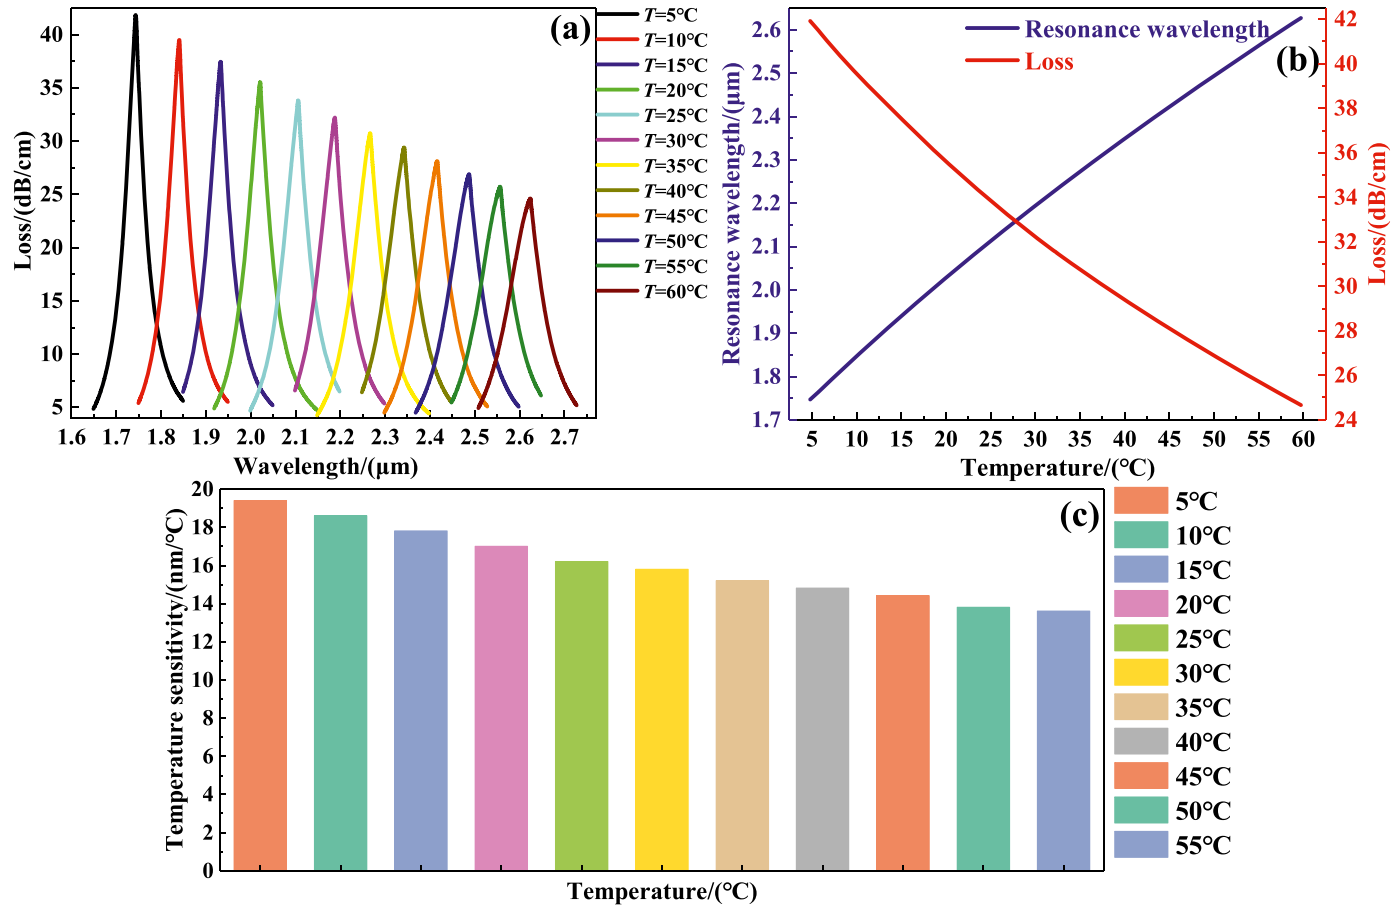 (a)
40
35
30
25
20
15
10
5
Loss/(dB/cm)
1.6 1.7 1.8 1.9 2.0 2.1 2.2 2.3 2.4 2.5 2.6 2.7
Wavelength/(μm)
T=5℃
T=10℃
T=15℃
T=20℃
T=25℃
T=30℃
T=35℃
T=40℃
T=45℃
T=50℃
T=55℃
T=60℃
(b)
Resonance wavelength
Loss
2.6
2.5
2.4
2.3
2.2
2.1
2.0
1.9
1.8
1.7
Resonance wavelength/(μm)
42
40
38
36
34
32
30
28
26
24
Loss/(dB/cm)
5 10 15 20 25 30 35 40 45 50 55 60
Temperature/(℃)
(c)
20
18
16
14
12
10
8
6
4
2
0
Temperature sensitivity/(nm/℃)
Temperature/(℃)
5℃
10℃
15℃
20℃
25℃
30℃
35℃
40℃
45℃
50℃
55℃